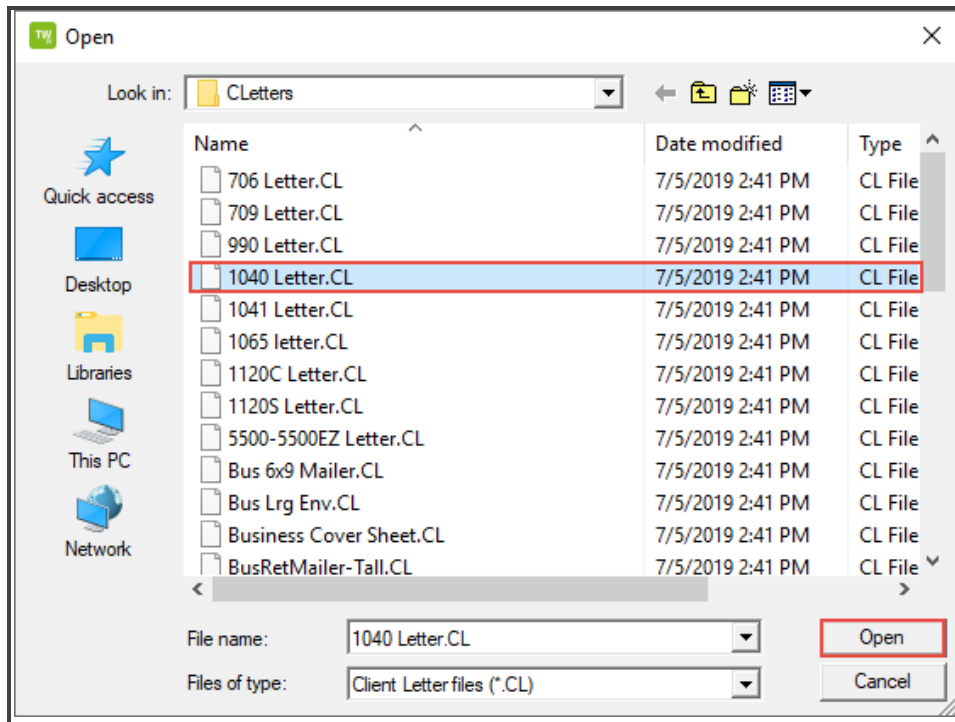 TW Open
Look in: CLetters
Name Date modified Type
706 Letter.CL 7/5/2019 2:41 PM CL File
709 Letter.CL 7/5/2019 2:41 PM CL File
990 Letter.CL 7/5/2019 2:41 PM CL File
1040 Letter.CL 7/5/2019 2:41 PM CL File
1041 Letter.CL 7/5/2019 2:41 PM CL File
1065 letter.CL 7/5/2019 2:41 PM CL File
1120C Letter.CL 7/5/2019 2:41 PM CL File
1120S Letter.CL 7/5/2019 2:41 PM CL File
5500-5500EZ Letter.CL 7/5/2019 2:41 PM CL File
Bus 6x9 Mailer.CL 7/5/2019 2:41 PM CL File
Bus Lrg Env.CL 7/5/2019 2:41 PM CL File
Business Cover Sheet.CL 7/5/2019 2:41 PM CL File
BusRetMailer-Tall.CL 7/5/2019 2:41 PM CL File
Quick access
Desktop
Libraries
This PC
Network
File name: 1040 Letter.CL Open
Files of type: Client Letter files (*.CL) Cancel